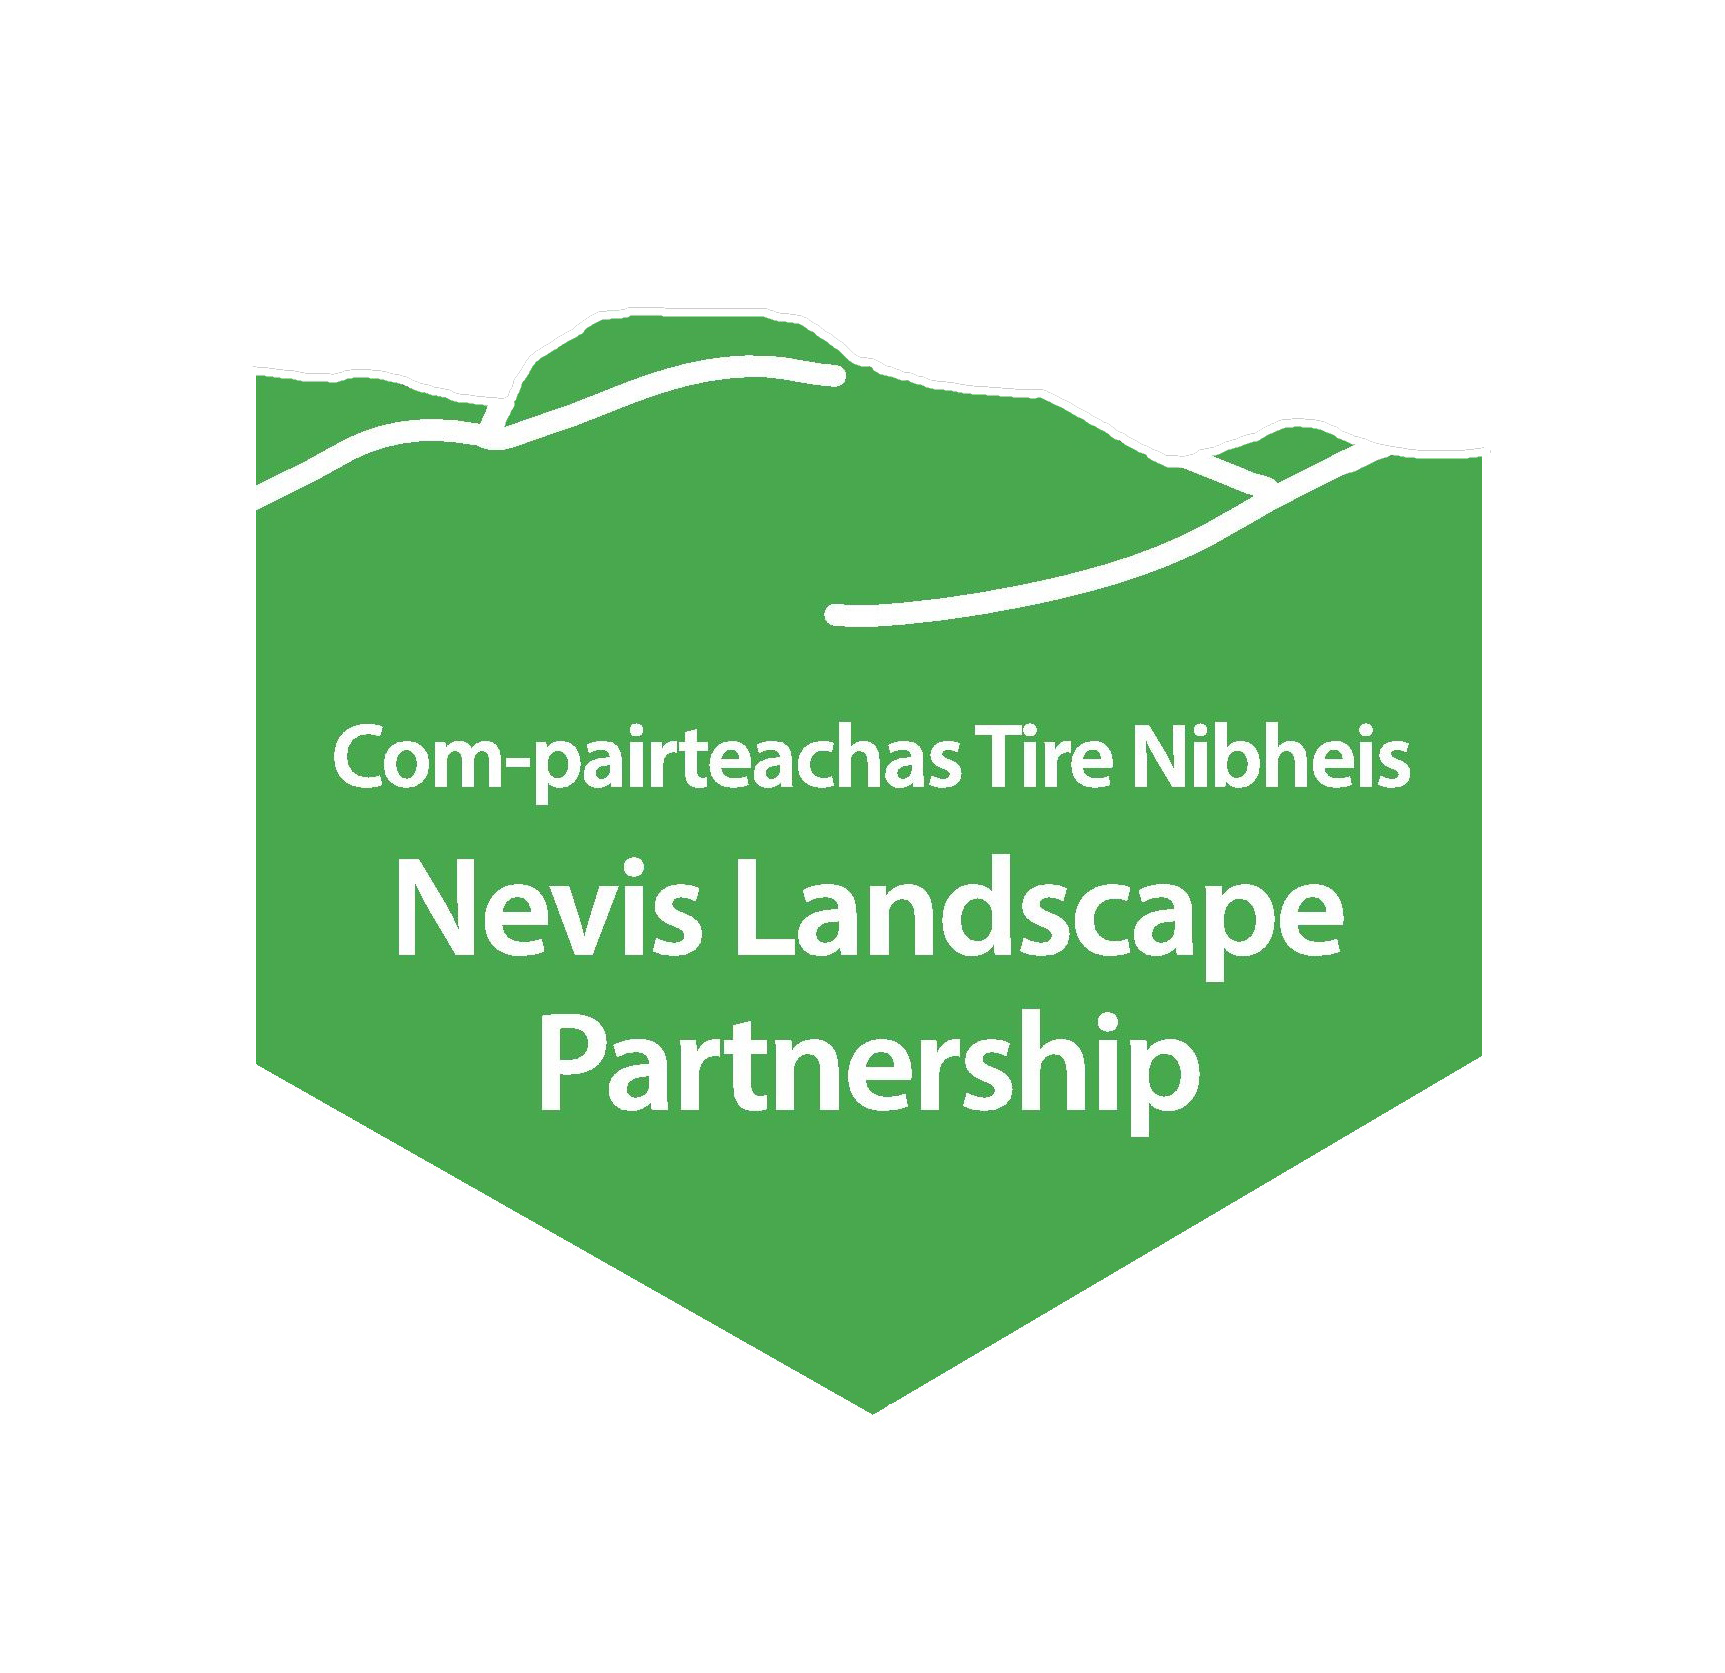 Com-pairteachas Tire Nibheis
Nevis Landscape
Partnership